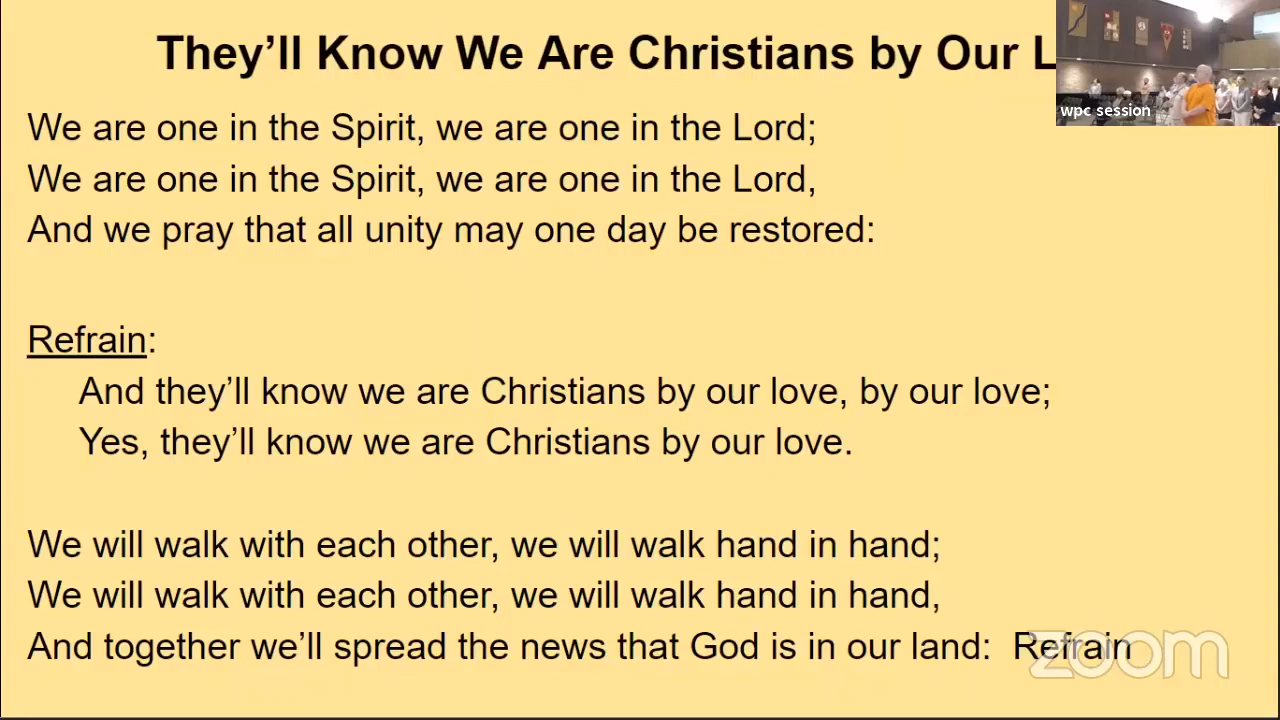 They’ll Know We Are Christians by Our L
wpc session
We are one in the Spirit, we are one in the Lord;
We are one in the Spirit, we are one in the Lord,
And we pray that all unity may one day be restored:
Refrain:
And they’ll know we are Christians by our love, by our love;
Yes, they’ll know we are Christians by our love.
We will walk with each other, we will walk hand in hand;
We will walk with each other, we will walk hand in hand,
And together we’ll spread the news that God is in our land: Refrain
zoom